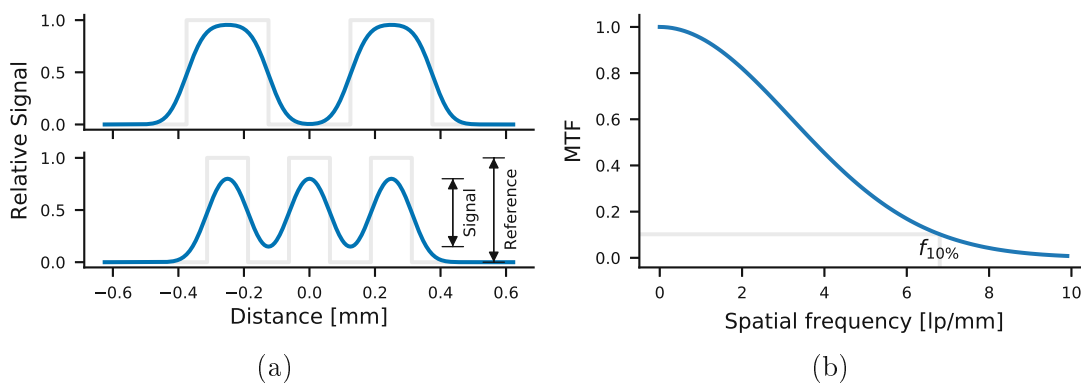 Relative Signal
1.0
0.5
0.0
1.0
0.5
0.0
Signal
Reference
−0.6 −0.4 −0.2 0.0 0.2 0.4 0.6
Distance [mm]
(a)
MTF
1.0
0.8
0.6
0.4
0.2
0.0
f10%
0 2 4 6 8 10
Spatial frequency [lp/mm]
(b)